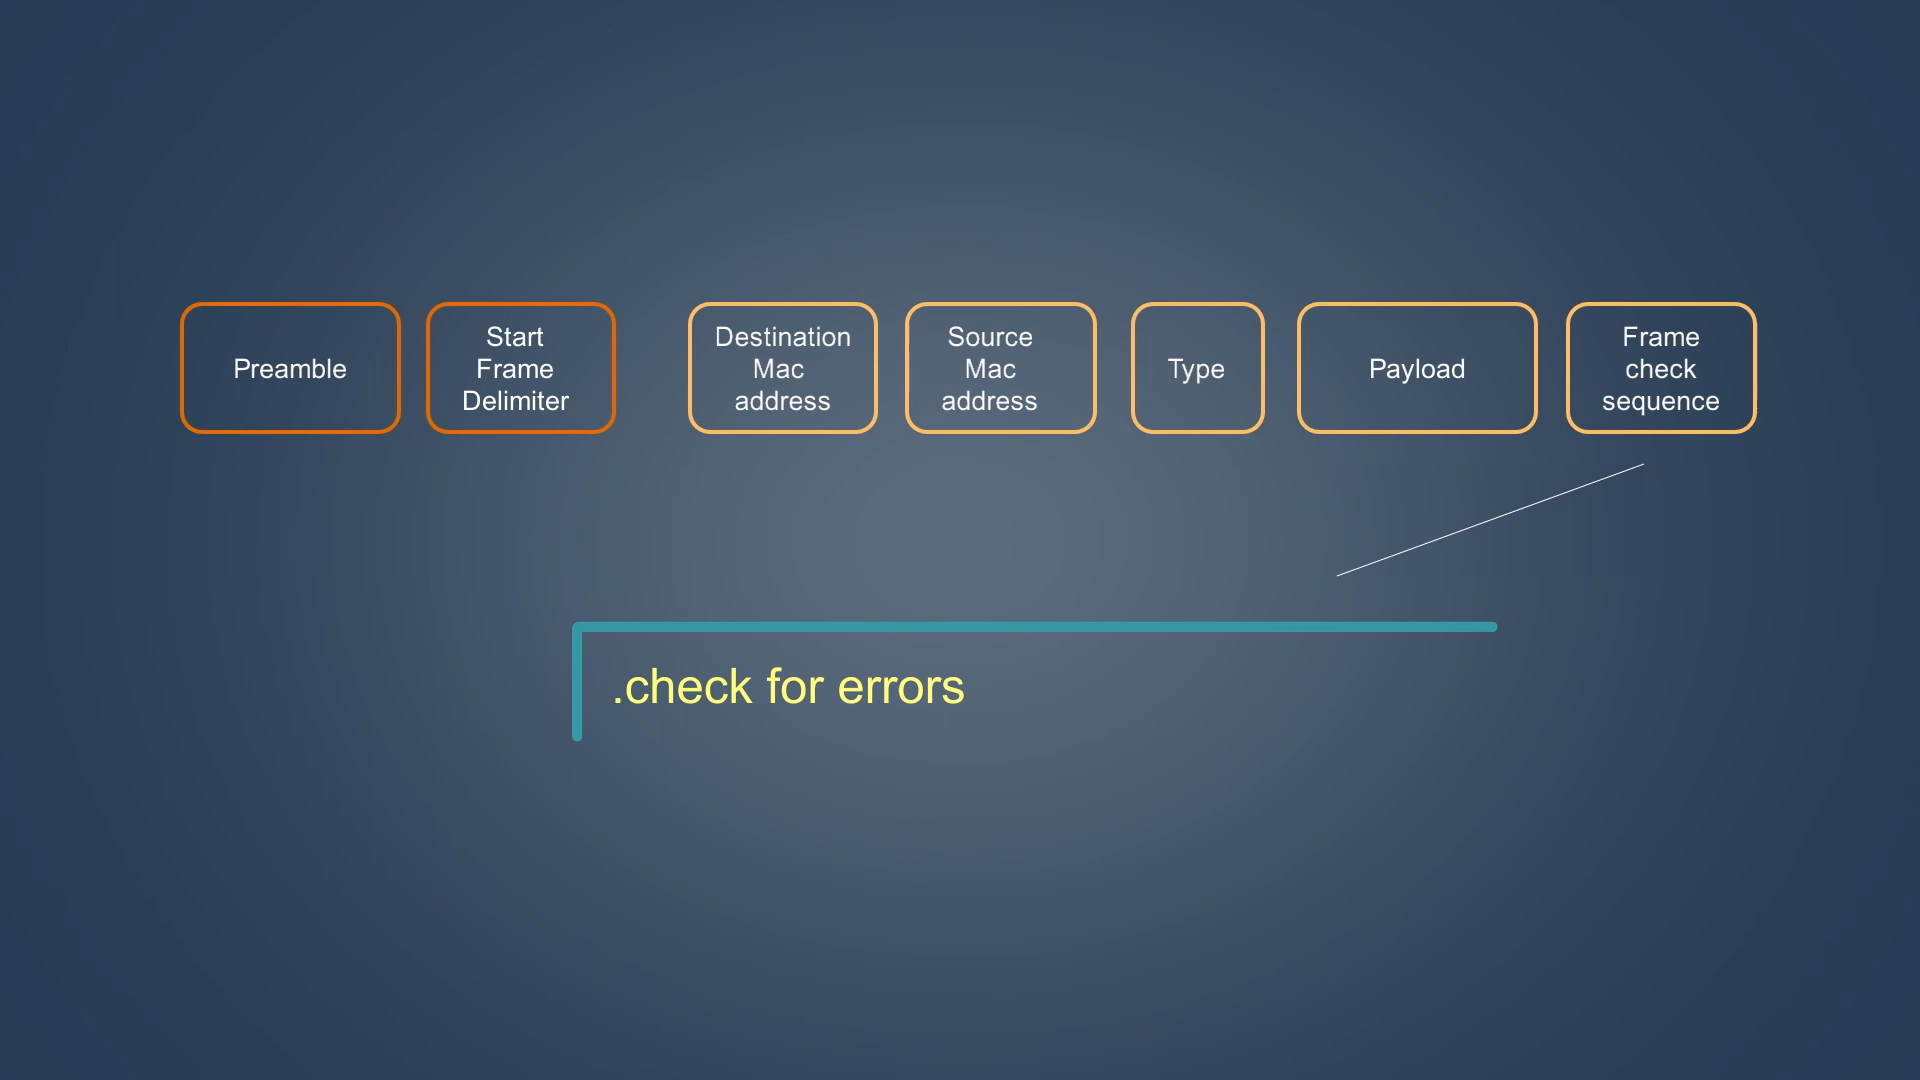 Preamble
Start
Frame
Delimiter
Destination
Mac
address
Source
Mac
address
Type
Payload
Frame
check
sequence
.check for errors